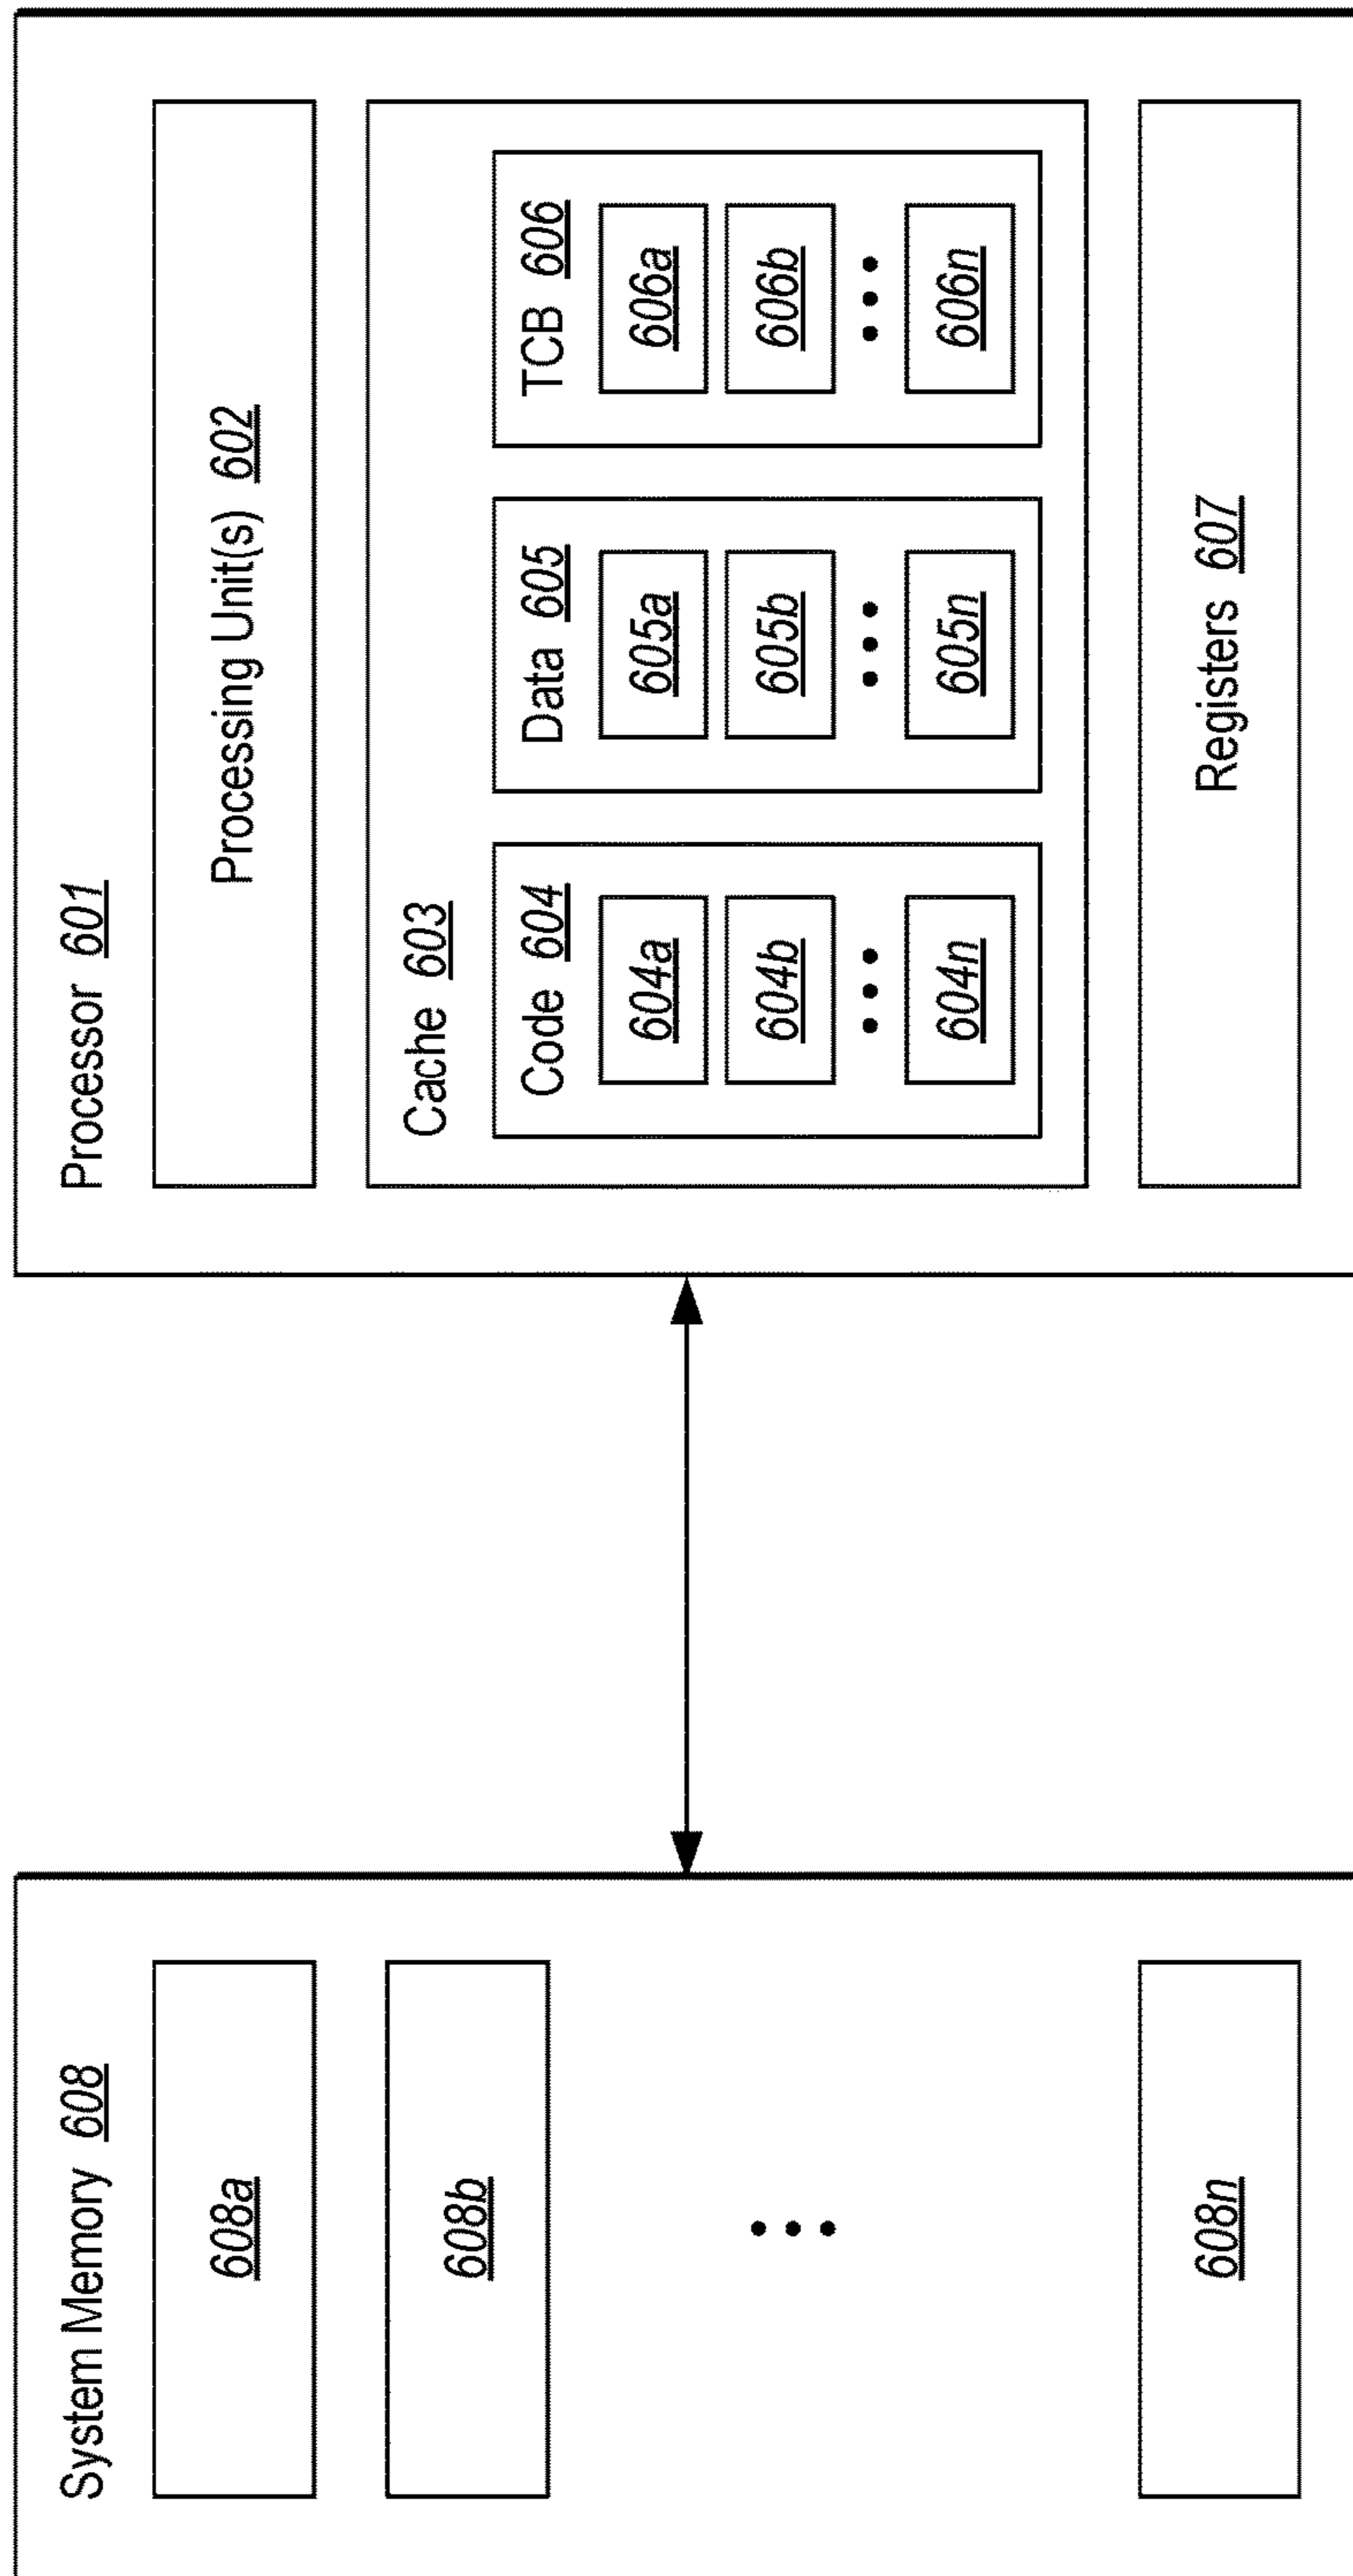 System Memory 608
608a
608b
608n
Processor 601
Processing Unit(s) 602
Cache 603
Code 604
604a
604b
604n
Data 605
605a
605b
605n
TCB 606
606a
606b
606n
Registers 607